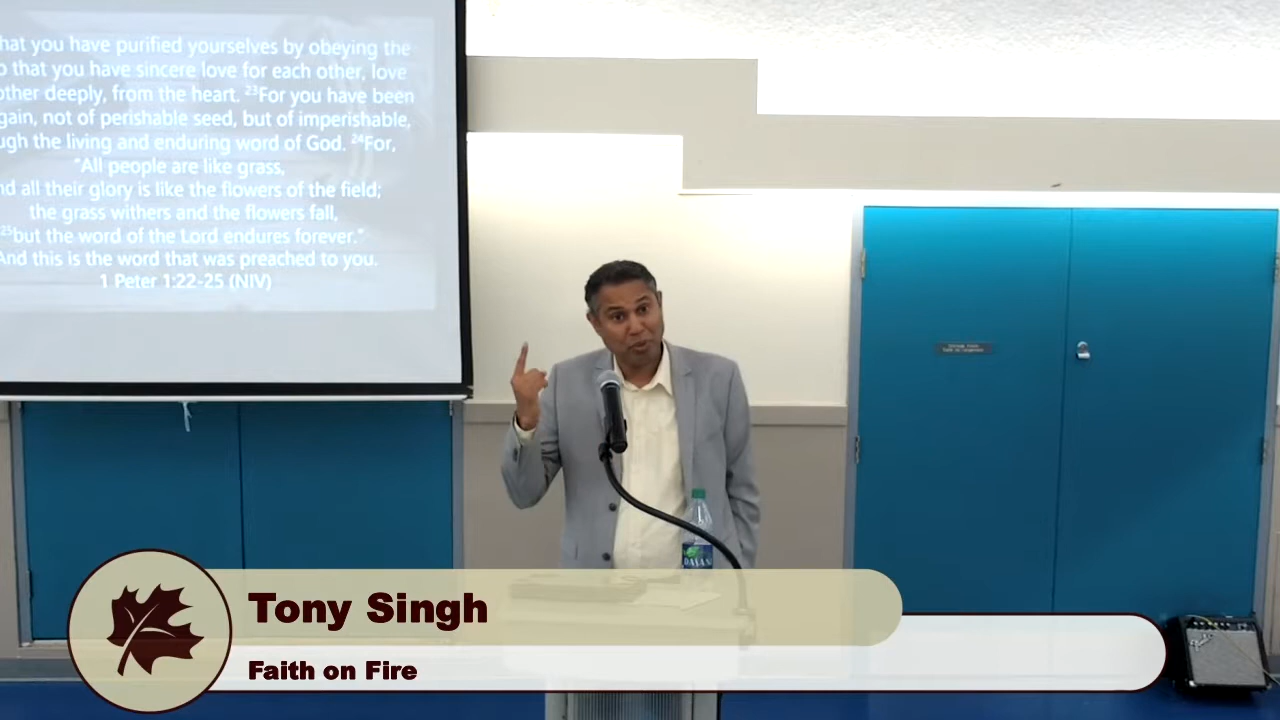 hat you have purified yourselves by obeying the
o that you have sincere love for each other, love
other deeply, from the heart. ²³For you have been
gain, not of perishable seed, but of imperishable,
ugh the living and enduring word of God. ²⁴For,
"All people are like grass,
nd all their glory is like the flowers of the field;
the grass withers and the flowers fall,
²⁵but the word of the Lord endures forever."
And this is the word that was preached to you.
1 Peter 1:22-25 (NIV)
DASANI
Tony Singh
Faith on Fire